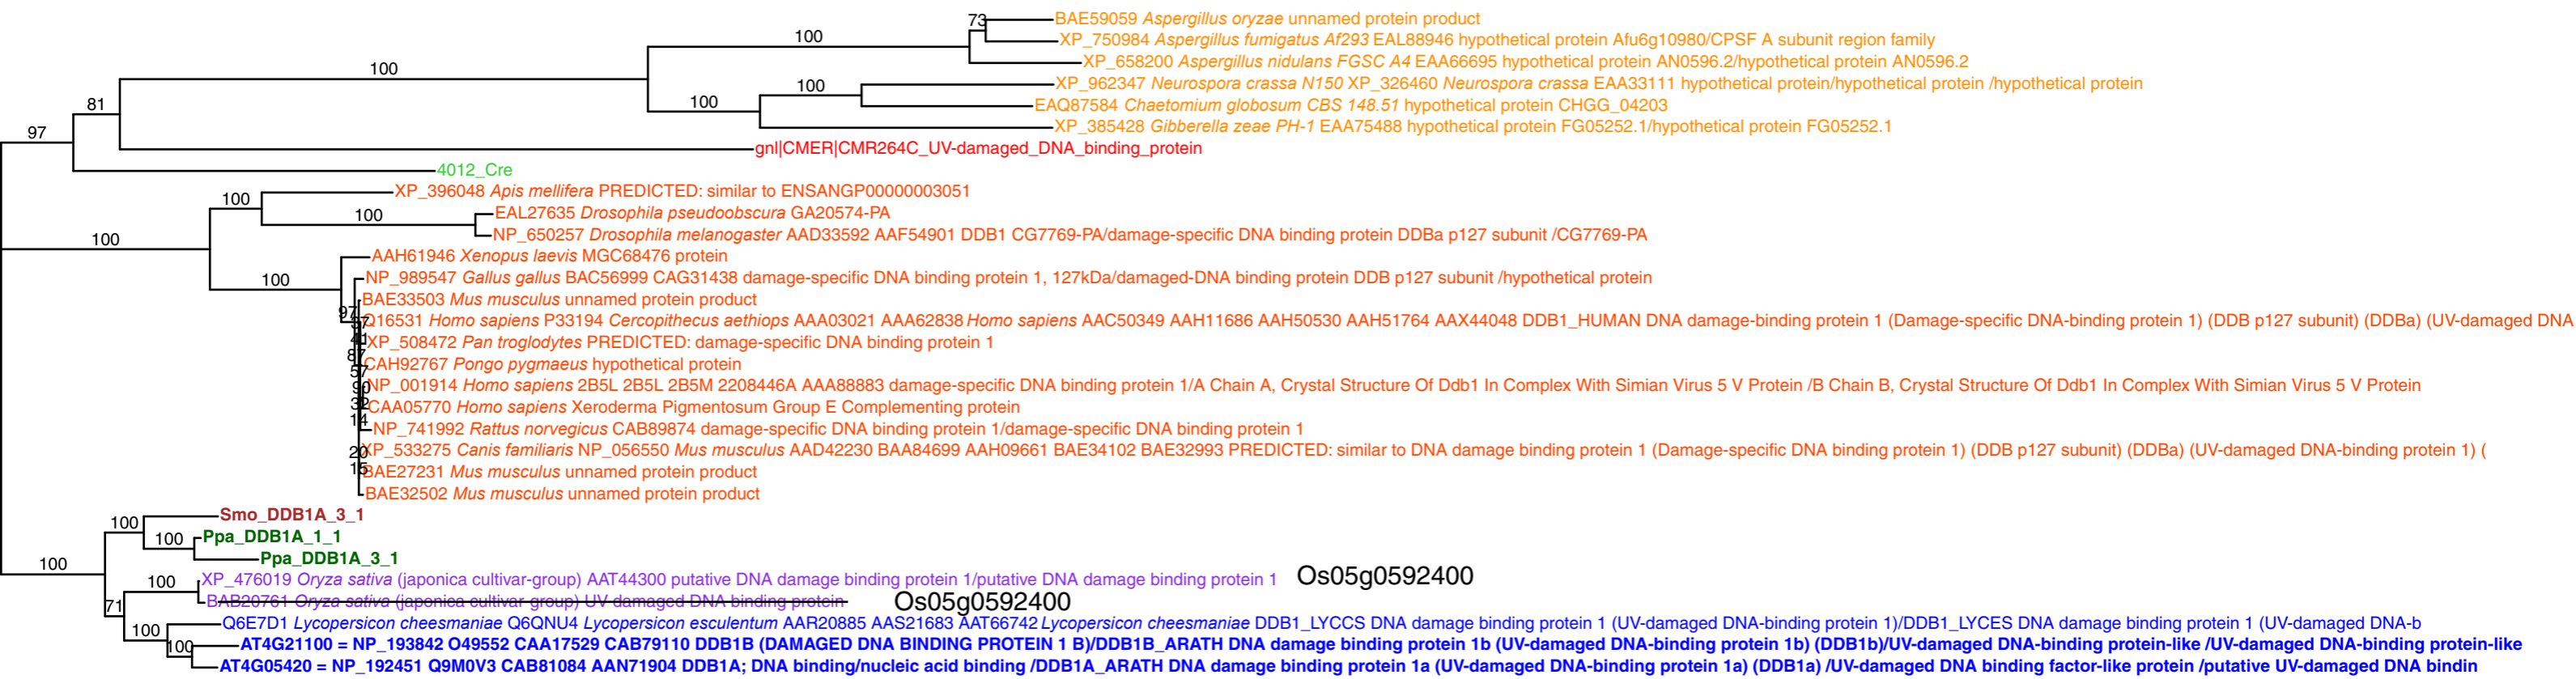 73 BAE59059 Aspergillus oryzae unnamed protein product
100 XP_750984 Aspergillus fumigatus Af293 EAL88946 hypothetical protein Afu6g10980/CPSF A subunit region family
XP_658200 Aspergillus nidulans FGSC A4 EAA66695 hypothetical protein AN0596.2/hypothetical protein AN0596.2
100
100 XP_962347 Neurospora crassa N150 XP_326460 Neurospora crassa EAA33111 hypothetical protein/hypothetical protein /hypothetical protein
81 100 EAQ87584 Chaetomium globosum CBS 148.51 hypothetical protein CHGG_04203
XP_385428 Gibberella zeae PH-1 EAA75488 hypothetical protein FG05252.1/hypothetical protein FG05252.1
97
gnl|CMER|CMR264C_UV-damaged_DNA_binding_protein
4012_Cre
XP_396048 Apis mellifera PREDICTED: similar to ENSANGP00000003051
100
100 EAL27635 Drosophila pseudoobscura GA20574-PA
100 NP_650257 Drosophila melanogaster AAD33592 AAF54901 DDB1 CG7769-PA/damage-specific DNA binding protein DDBa p127 subunit /CG7769-PA
AAH61946 Xenopus laevis MGC68476 protein
100 NP_989547 Gallus gallus BAC56999 CAG31438 damage-specific DNA binding protein 1, 127kDa/damaged-DNA binding protein DDB p127 subunit /hypothetical protein
BAE33503 Mus musculus unnamed protein product
97
Q16531 Homo sapiens P33194 Cercopithecus aethiops AAA03021 AAA62838 Homo sapiens AAC50349 AAH11686 AAH50530 AAH51764 AAX44048 DDB1_HUMAN DNA damage-binding protein 1 (Damage-specific DNA-binding protein 1) (DDB p127 subunit) (DDBa) (UV-damaged DNA
XP_508472 Pan troglodytes PREDICTED: damage-specific DNA binding protein 1
87
CAH92767 Pongo pygmaeus hypothetical protein
57
90 NP_001914 Homo sapiens 2B5L 2B5L 2B5M 2208446A AAA88883 damage-specific DNA binding protein 1/A Chain A, Crystal Structure Of Ddb1 In Complex With Simian Virus 5 V Protein /B Chain B, Crystal Structure Of Ddb1 In Complex With Simian Virus 5 V Protein
CAA05770 Homo sapiens Xeroderma Pigmentosum Group E Complementing protein
14
NP_741992 Rattus norvegicus CAB89874 damage-specific DNA binding protein 1/damage-specific DNA binding protein 1
20 XP_533275 Canis familiaris NP_056550 Mus musculus AAD42230 BAA84699 AAH09661 BAE34102 BAE32993 PREDICTED: similar to DNA damage binding protein 1 (Damage-specific DNA binding protein 1) (DDB p127 subunit) (DDBa) (UV-damaged DNA-binding protein 1) (
15 BAE27231 Mus musculus unnamed protein product
BAE32502 Mus musculus unnamed protein product
Smo_DDB1A_3_1
100
100 Ppa_DDB1A_1_1
Ppa_DDB1A_3_1
100
100 XP_476019 Oryza sativa (japonica cultivar-group) AAT44300 putative DNA damage binding protein 1/putative DNA damage binding protein 1 Os05g0592400
71 BAB20761 Oryza sativa (japonica cultivar-group) UV-damaged DNA binding protein Os05g0592400
100 Q6E7D1 Lycopersicon cheesmaniae Q6QNU4 Lycopersicon esculentum AAR20885 AAS21683 AAT66742 Lycopersicon cheesmaniae DDB1_LYCCS DNA damage binding protein 1 (UV-damaged DNA-binding protein 1)/DDB1_LYCES DNA damage binding protein 1 (UV-damaged DNA-b
100 AT4G21100 = NP_193842 O49552 CAA17529 CAB79110 DDB1B (DAMAGED DNA BINDING PROTEIN 1 B)/DDB1B_ARATH DNA damage binding protein 1b (UV-damaged DNA-binding protein 1b) (DDB1b)/UV-damaged DNA-binding protein-like /UV-damaged DNA-binding protein-like
AT4G05420 = NP_192451 Q9M0V3 CAB81084 AAN71904 DDB1A; DNA binding/nucleic acid binding /DDB1A_ARATH DNA damage binding protein 1a (UV-damaged DNA-binding protein 1a) (DDB1a) /UV-damaged DNA binding factor-like protein /putative UV-damaged DNA bindin